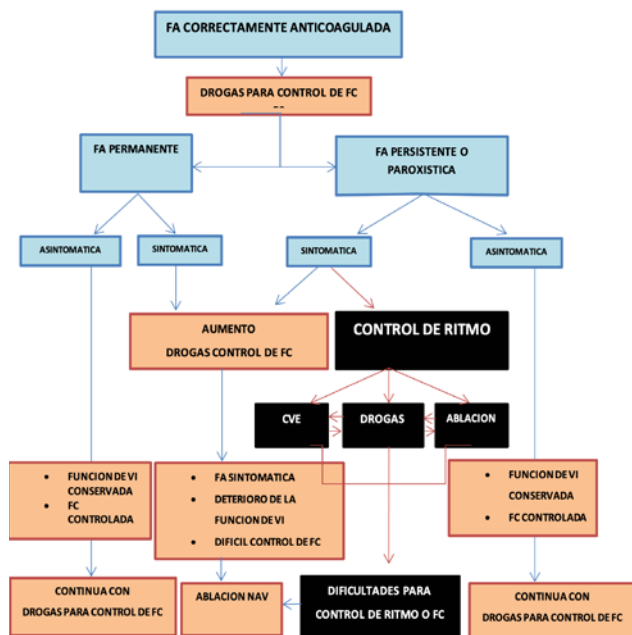 FA CORRECTAMENTE ANTICOAGULADA
DROGAS PARA CONTROL DE FC
--
FA PERMANENTE
FA PERSISTENTE O
PAROXISTICA
ASINTOMATICA
SINTOMATICA
SINTOMATICA
ASINTOMATICA
AUMENTO
DROGAS CONTROL DE FC
CONTROL DE RITMO
CVE
DROGAS
ABLACION
• FUNCION DE VI
CONSERVADA
• FC
CONTROLADA
• FA SINTOMATICA
• DETERIORO DE LA
FUNCION DE VI
• DIFICIL CONTROL DE FC
• FUNCION DE VI
CONSERVADA
• FC CONTROLADA
CONTINUA CON
DROGAS PARA CONTROL DE FC
ABLACION NAV
DIFICULTADES PARA
CONTROL DE RITMO O FC
CONTINUA CON
DROGAS PARA CONTROL DE FC